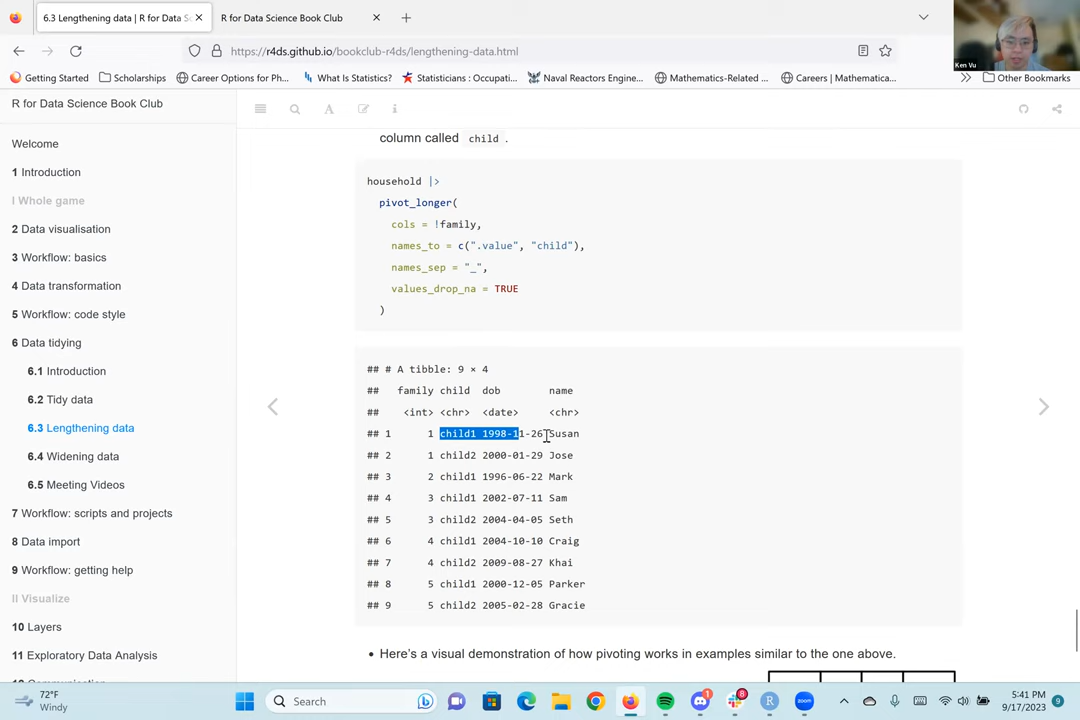 6.3 Lengthening data | R for Data Sc
R for Data Science Book Club
https://r4ds.github.io/bookclub-r4ds/lengthening-data.html
Ken Vu
Getting Started
Scholarships
Career Options for Ph...
What Is Statistics?
Statisticians : Occupati...
Naval Reactors Engine...
Mathematics-Related ...
Careers | Mathematica...
Other Bookmarks
R for Data Science Book Club
Welcome
1 Introduction
I Whole game
2 Data visualisation
3 Workflow: basics
4 Data transformation
5 Workflow: code style
6 Data tidying
6.1 Introduction
6.2 Tidy data
6.3 Lengthening data
6.4 Widening data
6.5 Meeting Videos
7 Workflow: scripts and projects
8 Data import
9 Workflow: getting help
II Visualize
10 Layers
11 Exploratory Data Analysis
column called child .
household |>
pivot_longer(
cols = !family,
names_to = c(".value", "child"),
names_sep = "_",
values_drop_na = TRUE
)
## # A tibble: 9 × 4
## family child dob name
## <int> <chr> <date> <chr>
## 1 1 child1 1998-11-26 Susan
## 2 1 child2 2000-01-29 Jose
## 3 2 child1 1996-06-22 Mark
## 4 3 child1 2002-07-11 Sam
## 5 3 child2 2004-04-05 Seth
## 6 4 child1 2004-10-10 Craig
## 7 4 child2 2009-08-27 Khai
## 8 5 child1 2000-12-05 Parker
## 9 5 child2 2005-02-28 Gracie
• Here's a visual demonstration of how pivoting works in examples similar to the one above.
72°F
Windy
Search
1
8
5:41 PM
9/17/2023
9